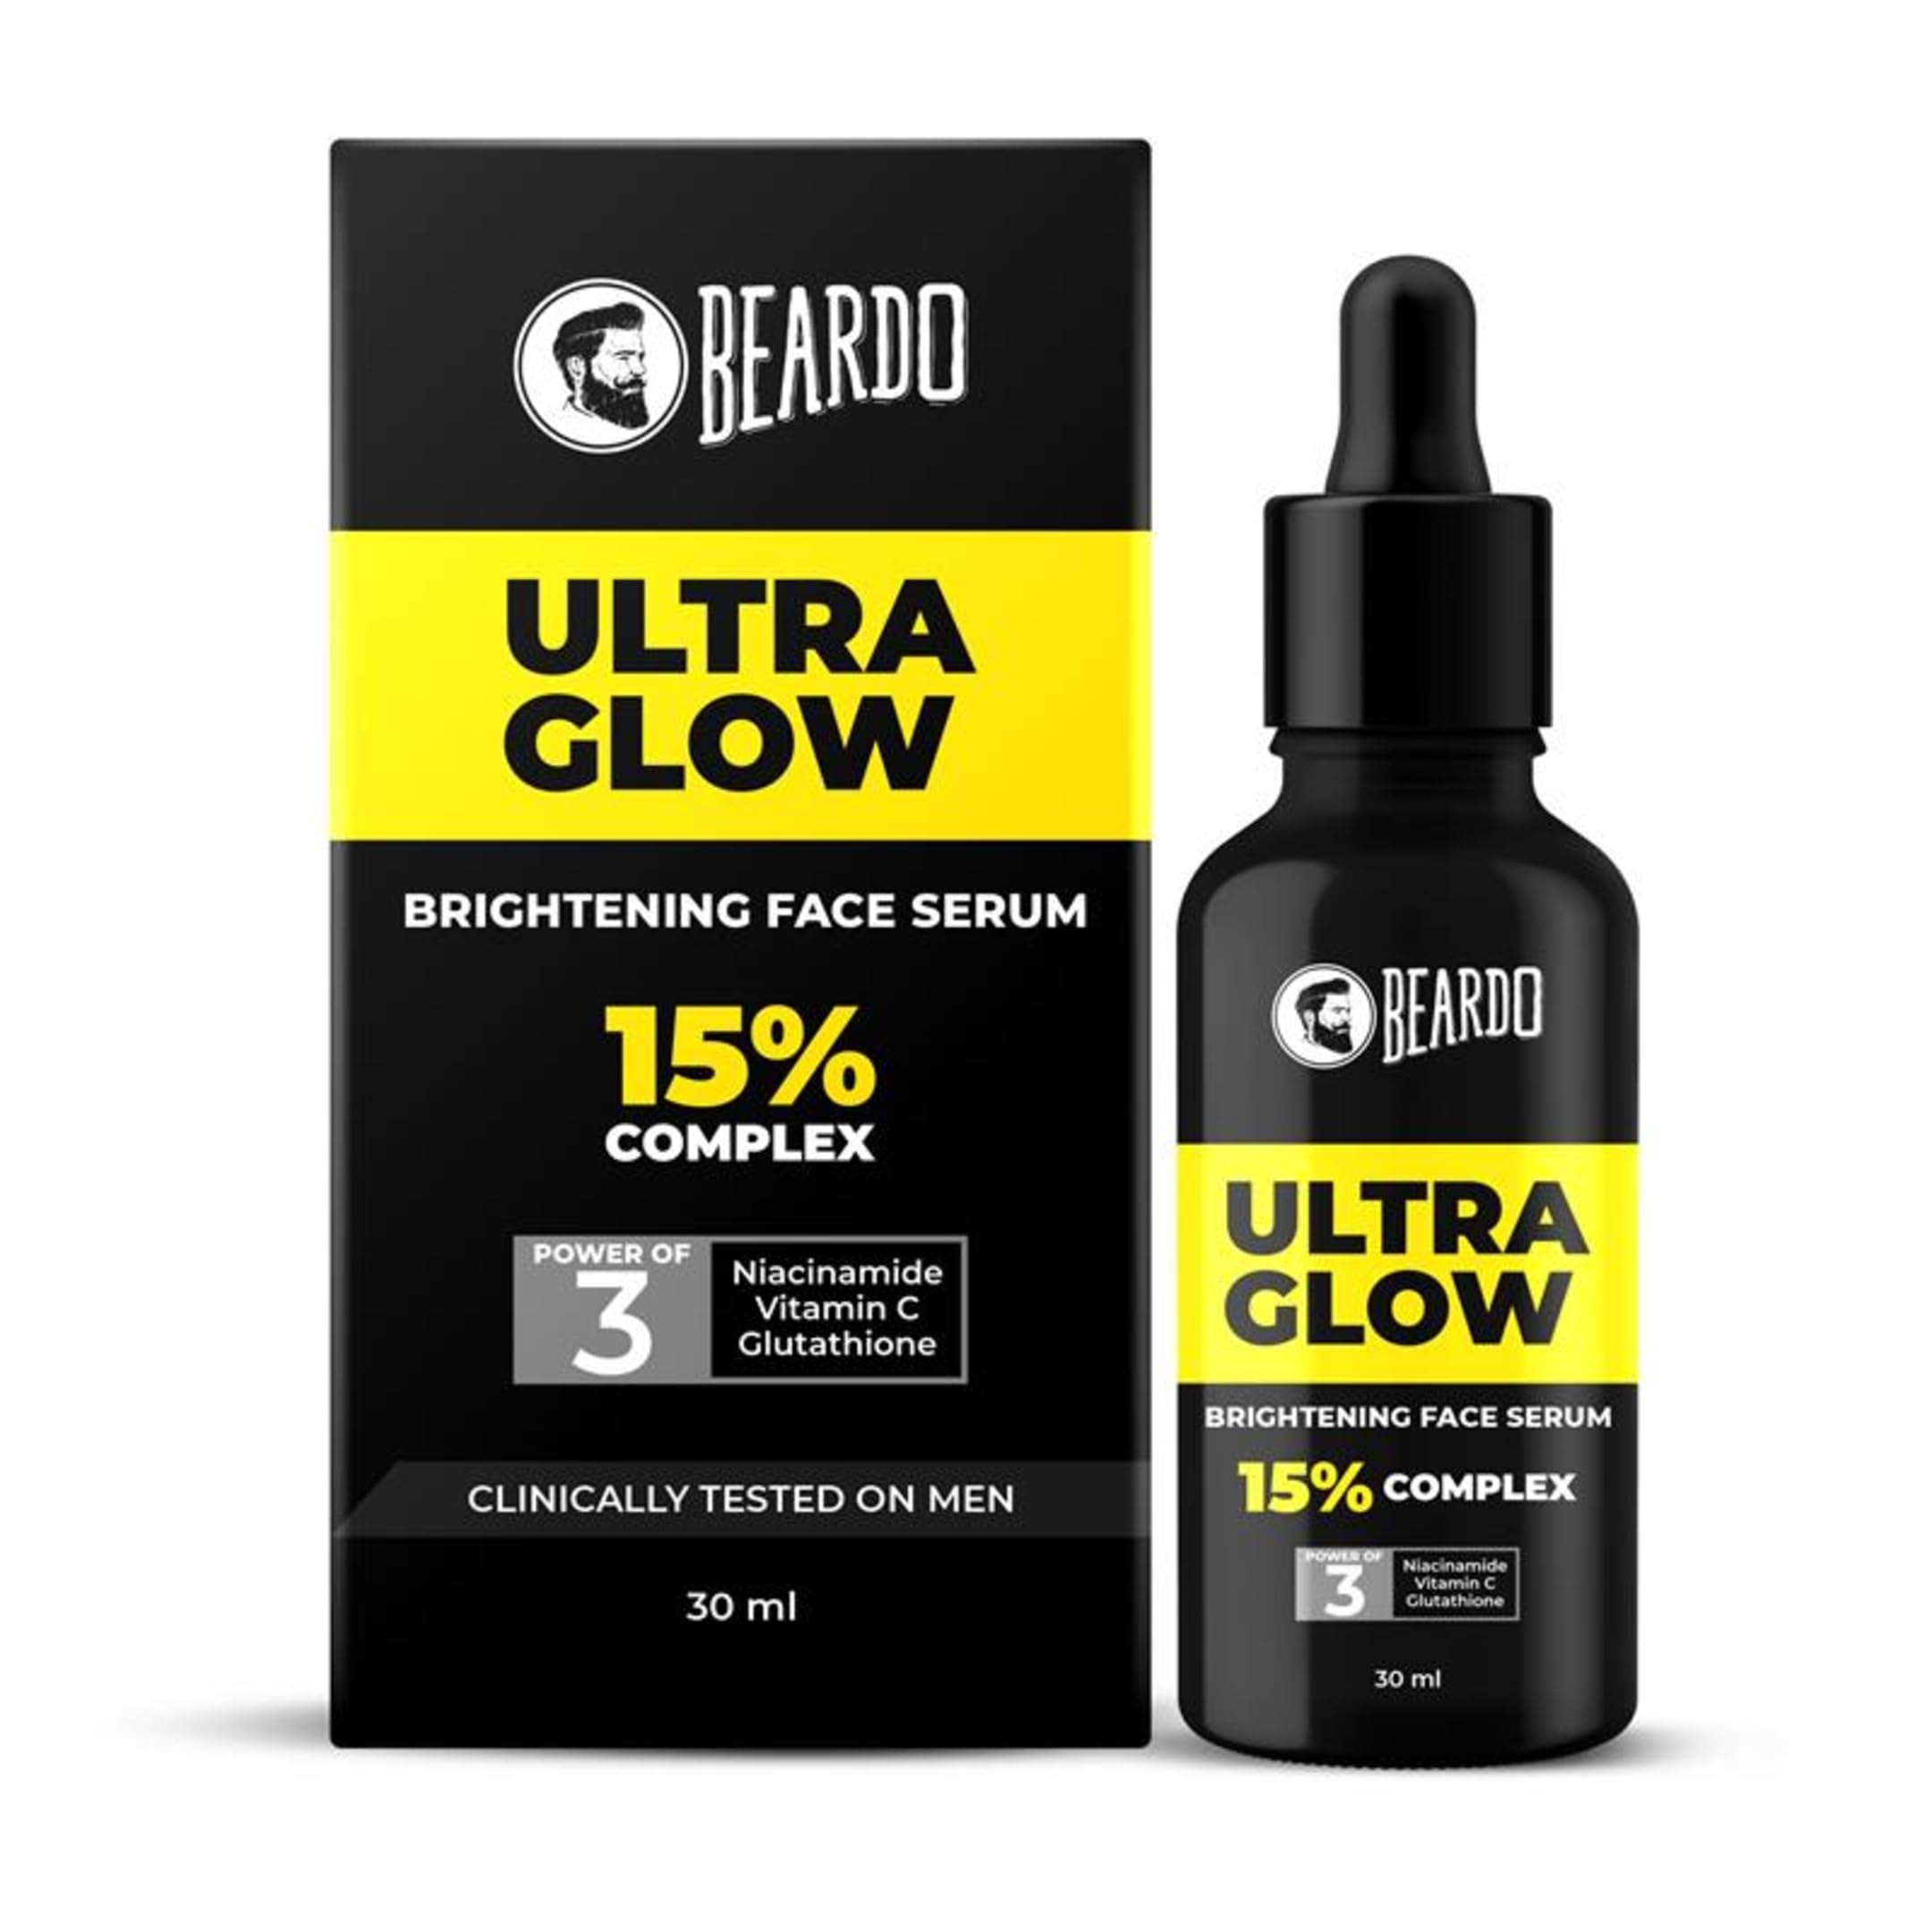 BEARDO
ULTRA
GLOW
BRIGHTENING FACE SERUM
15%
COMPLEX
POWER OF
3
Niacinamide
Vitamin C
Glutathione
CLINICALLY TESTED ON MEN
30 ml
BEARDO
ULTRA
GLOW
BRIGHTENING FACE SERUM
15% COMPLEX
POWER OF
3
Niacinamide
Vitamin C
Glutathione
30 ml